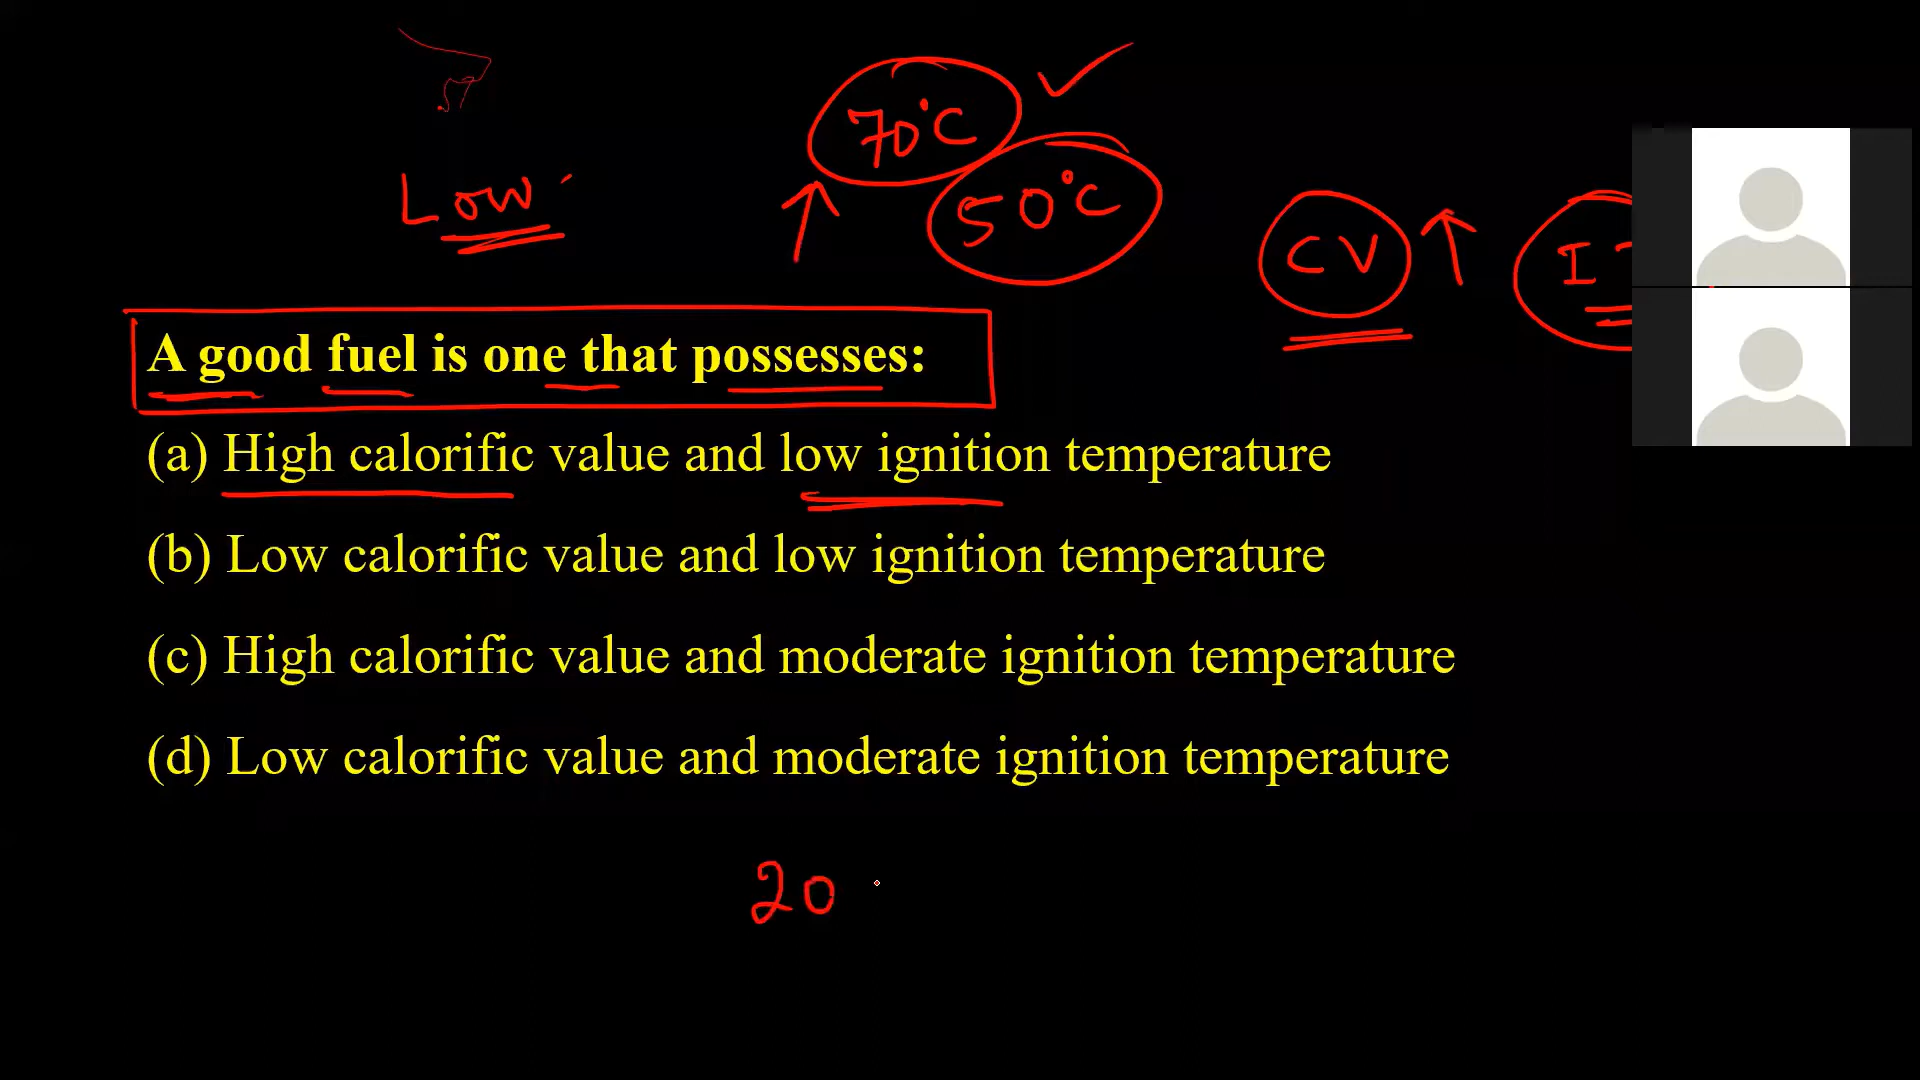 70°C
Low
50°C
CV ↑ I
A good fuel is one that possesses:
(a) High calorific value and low ignition temperature
(b) Low calorific value and low ignition temperature
(c) High calorific value and moderate ignition temperature
(d) Low calorific value and moderate ignition temperature
20